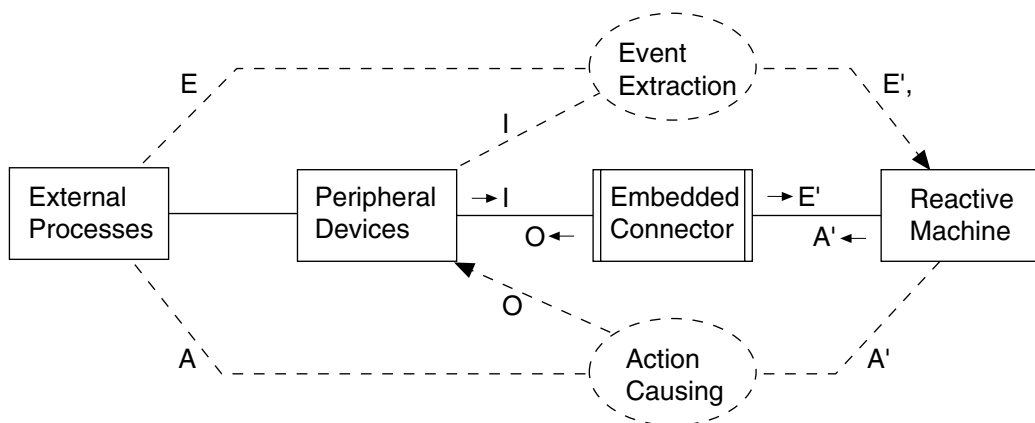 Event
Extraction
E
E',
I
External
Processes
Peripheral
Devices
I
O
Embedded
Connector
E'
A'
Reactive
Machine
O
A
Action
Causing
A'